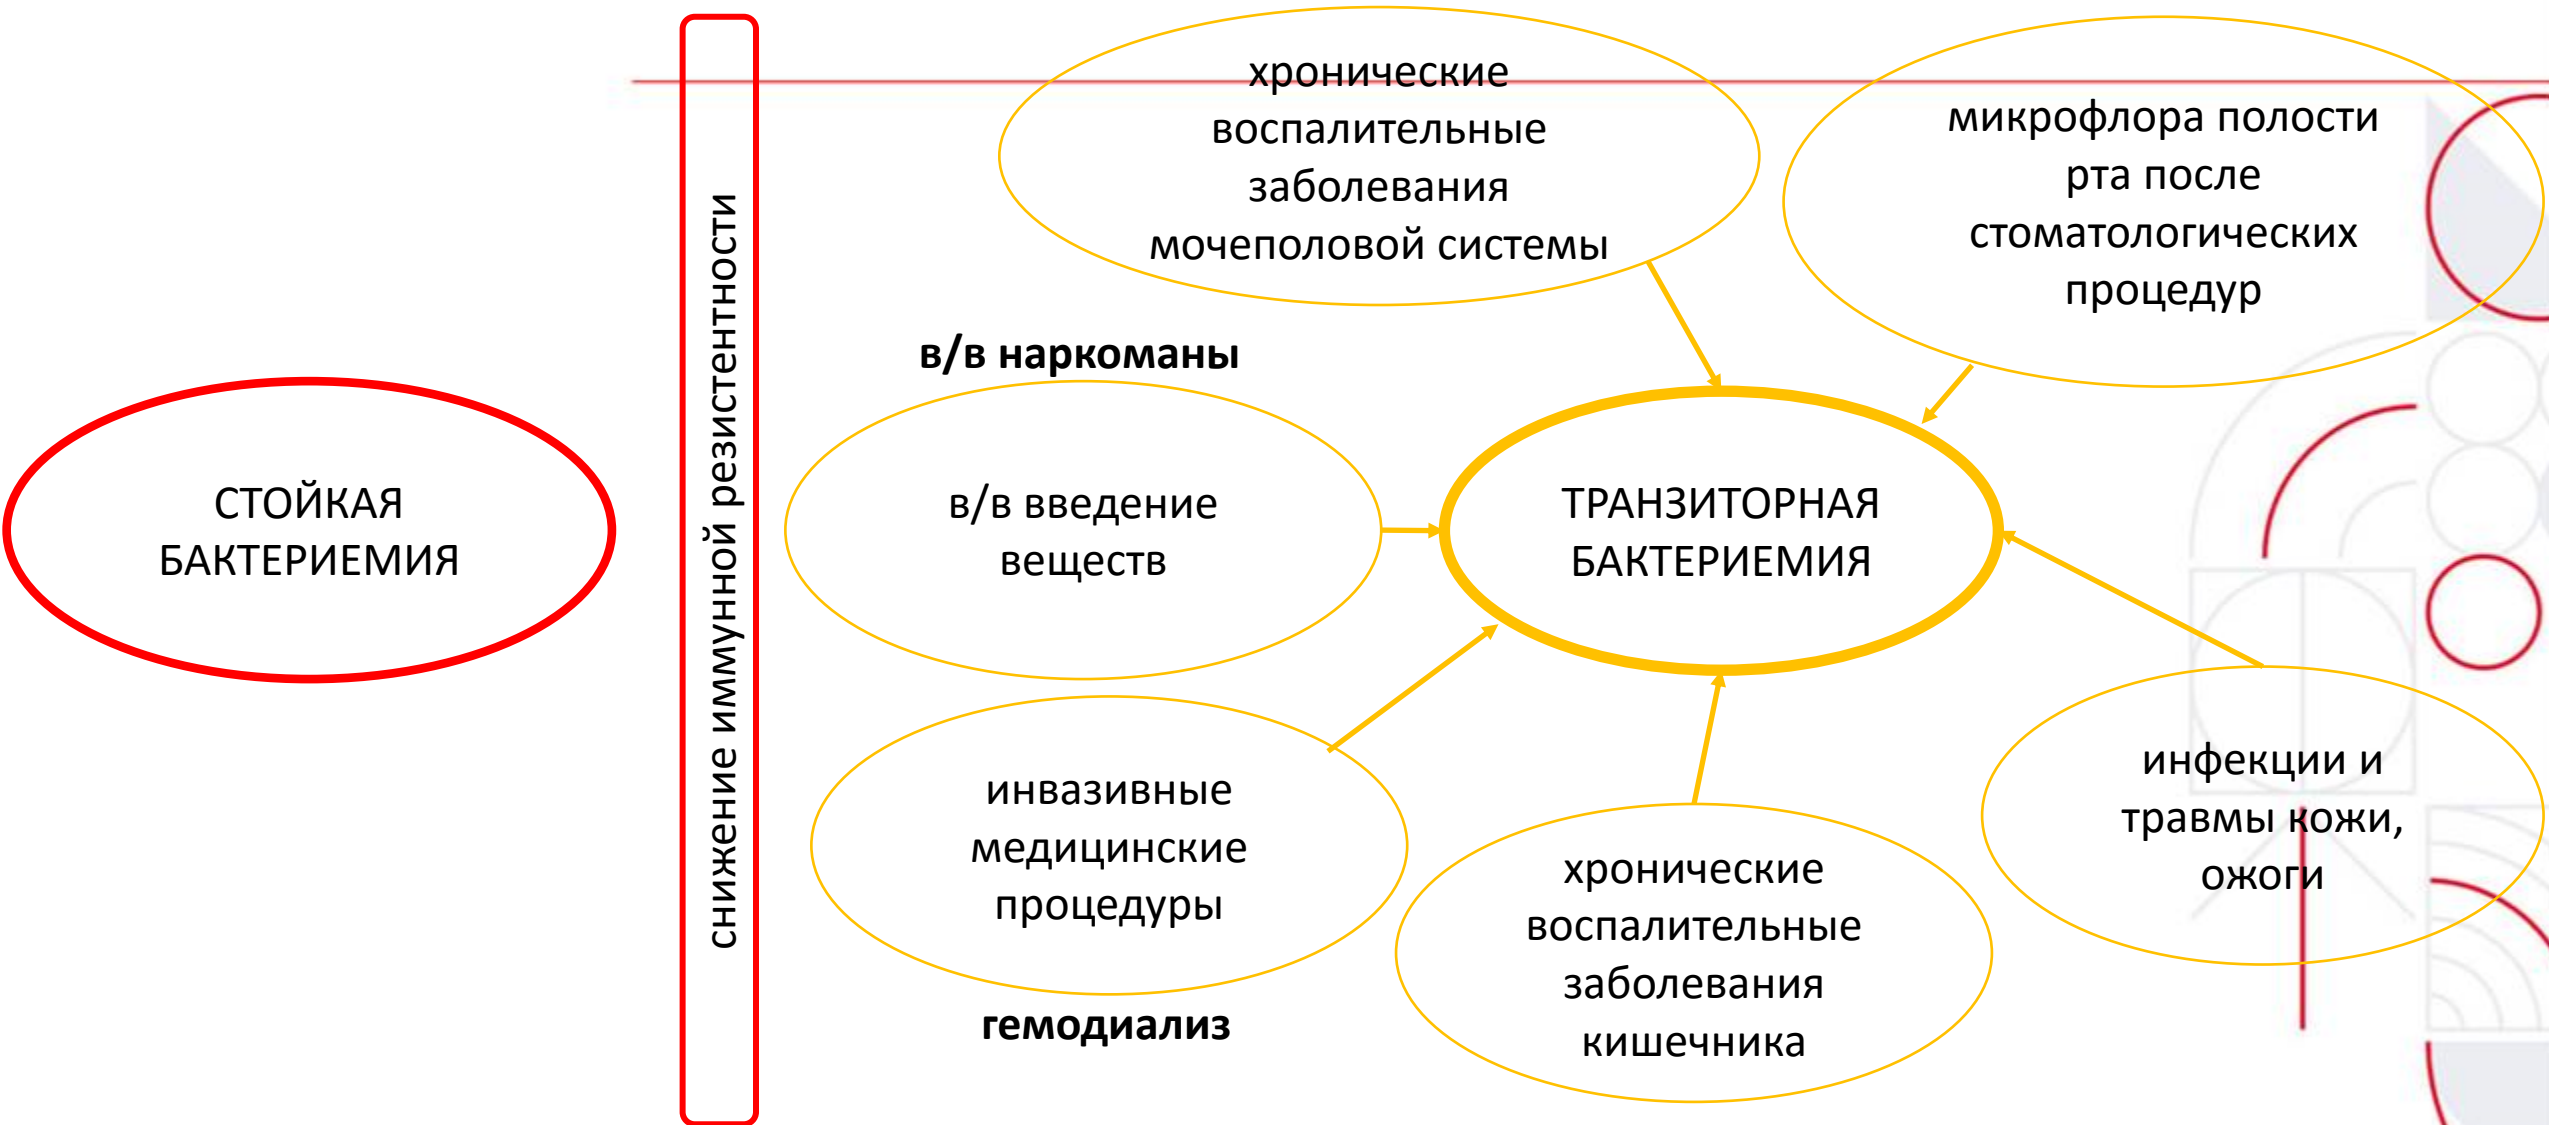 СТОЙКАЯ
БАКТЕРИЕМИЯ
снижение иммунной резистентности
хронические
воспалительные
заболевания
мочеполовой системы
микрофлора полости
рта после
стоматологических
процедур
в/в наркоманы
в/в введение
веществ
ТРАНЗИТОРНАЯ
БАКТЕРИЕМИЯ
инвазивные
медицинские
процедуры
гемодиализ
хронические
воспалительные
заболевания
кишечника
инфекции и
травмы кожи,
ожоги